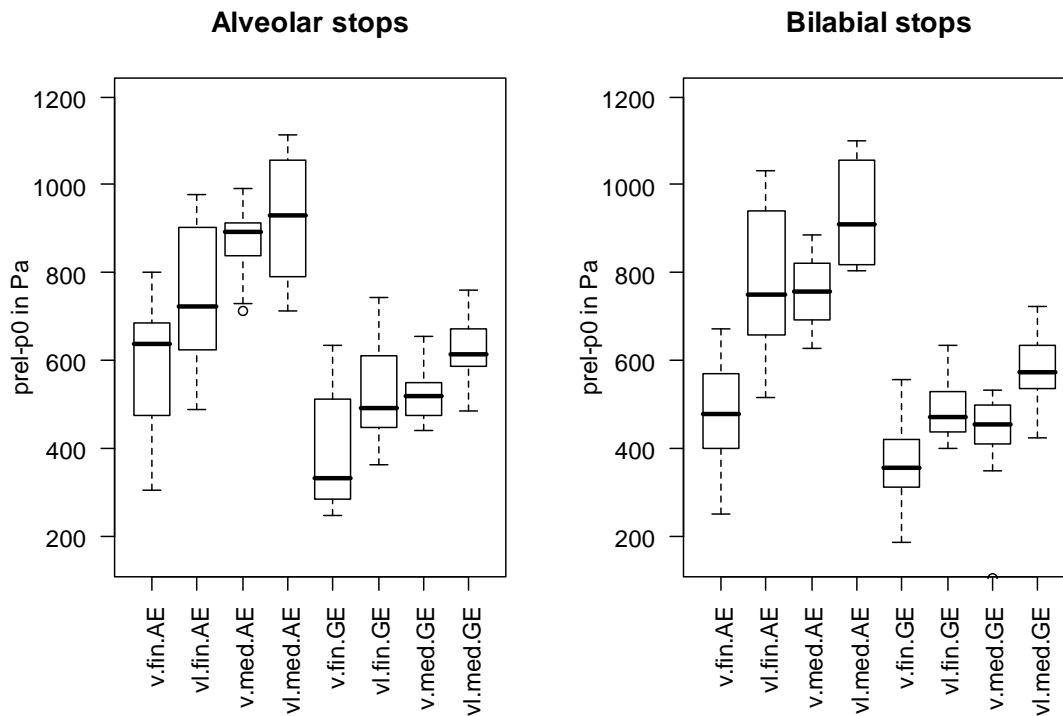 Alveolar stops
prel-p0 in Pa
1200
1000
800
600
400
200
v.fin.AE
vl.fin.AE
v.med.AE
vl.med.AE
v.fin.GE
vl.fin.GE
v.med.GE
vl.med.GE
Bilabial stops
prel-p0 in Pa
1200
1000
800
600
400
200
v.fin.AE
vl.fin.AE
v.med.AE
vl.med.AE
v.fin.GE
vl.fin.GE
v.med.GE
vl.med.GE